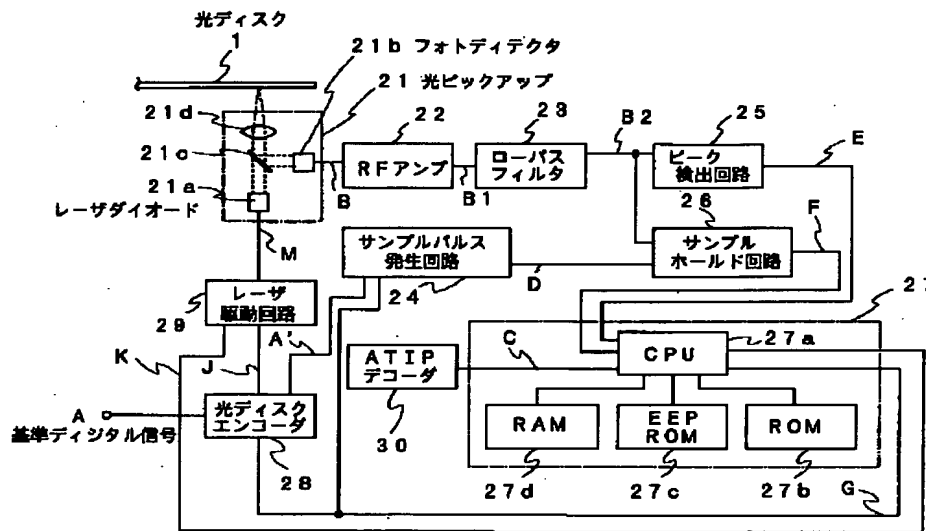 光ディスク
1
21b フォトディテクタ
21 光ピックアップ
21d
21c
21a
レーザダイオード
22
RFアンプ
23
ローパス
フィルタ
B
B1
B2
25
ピーク
検出回路
E
26
サンプル
ホールド回路
F
M
サンプルパルス
発生回路
24
D
レーザ
駆動回路
29
A'
K
J
A
基準ディジタル信号
光ディスク
エンコーダ
28
ATIP
デコーダ
30
C
CPU
27a
27
RAM
27d
EEP
ROM
27c
ROM
27b
G